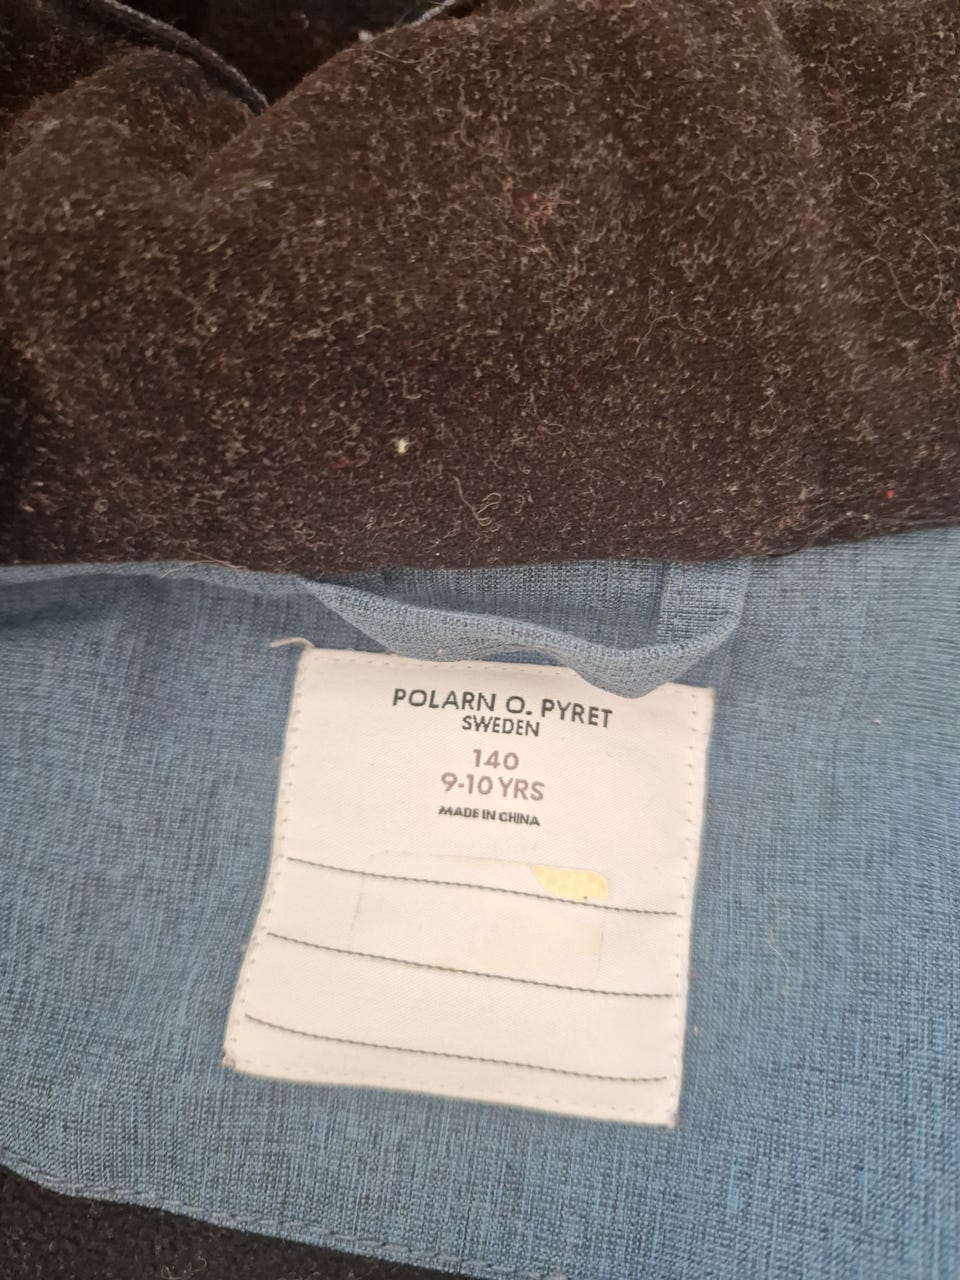 POLARN O. PYRET
SWEDEN
140
9-10 YRS
MADE IN CHINA